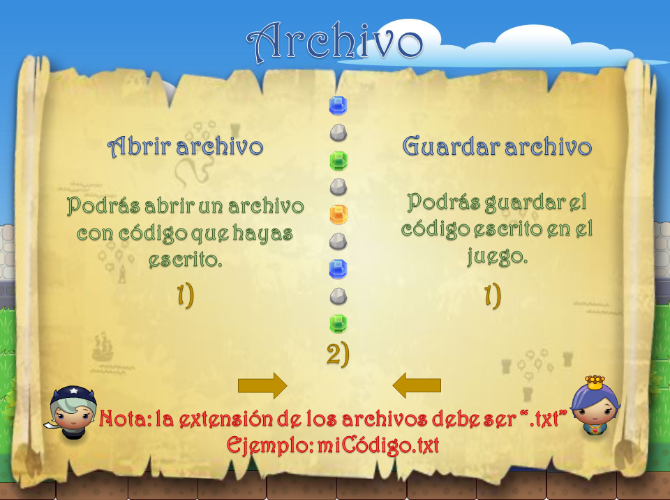 Archivo
Abrir archivo
Podrás abrir un archivo
con código que hayas
escrito.
1)
Guardar archivo
Podrás guardar el
código escrito en el
juego.
1)
2)
Nota: la extensión de los archivos debe ser “.txt”
Ejemplo: miCódigo.txt